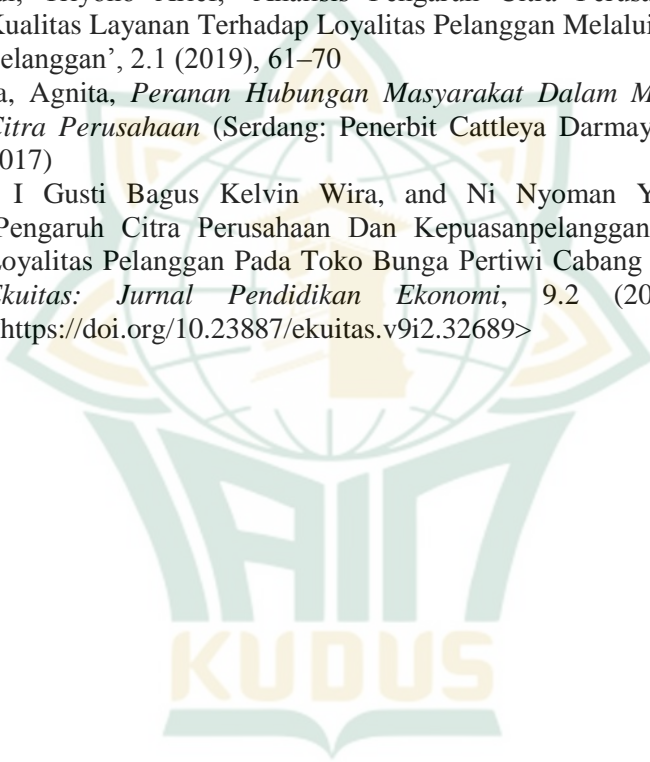 Kualitas Layanan Terhadap Loyalitas Pelanggan Melalui
elanggan', 2.1 (2019), 61–70
a, Agnita, Peranan Hubungan Masyarakat Dalam M
Citra Perusahaan (Serdang: Penerbit Cattleya Darmay
017)
I Gusti Bagus Kelvin Wira, and Ni Nyoman Y
Pengaruh Citra Perusahaan Dan Kepuasanpelanggan
Loyalitas Pelanggan Pada Toko Bunga Pertiwi Cabang
Ekuitas: Jurnal Pendidikan Ekonomi, 9.2 (20
https://doi.org/10.23887/ekuitas.v9i2.32689>
IAIN
KUDUS